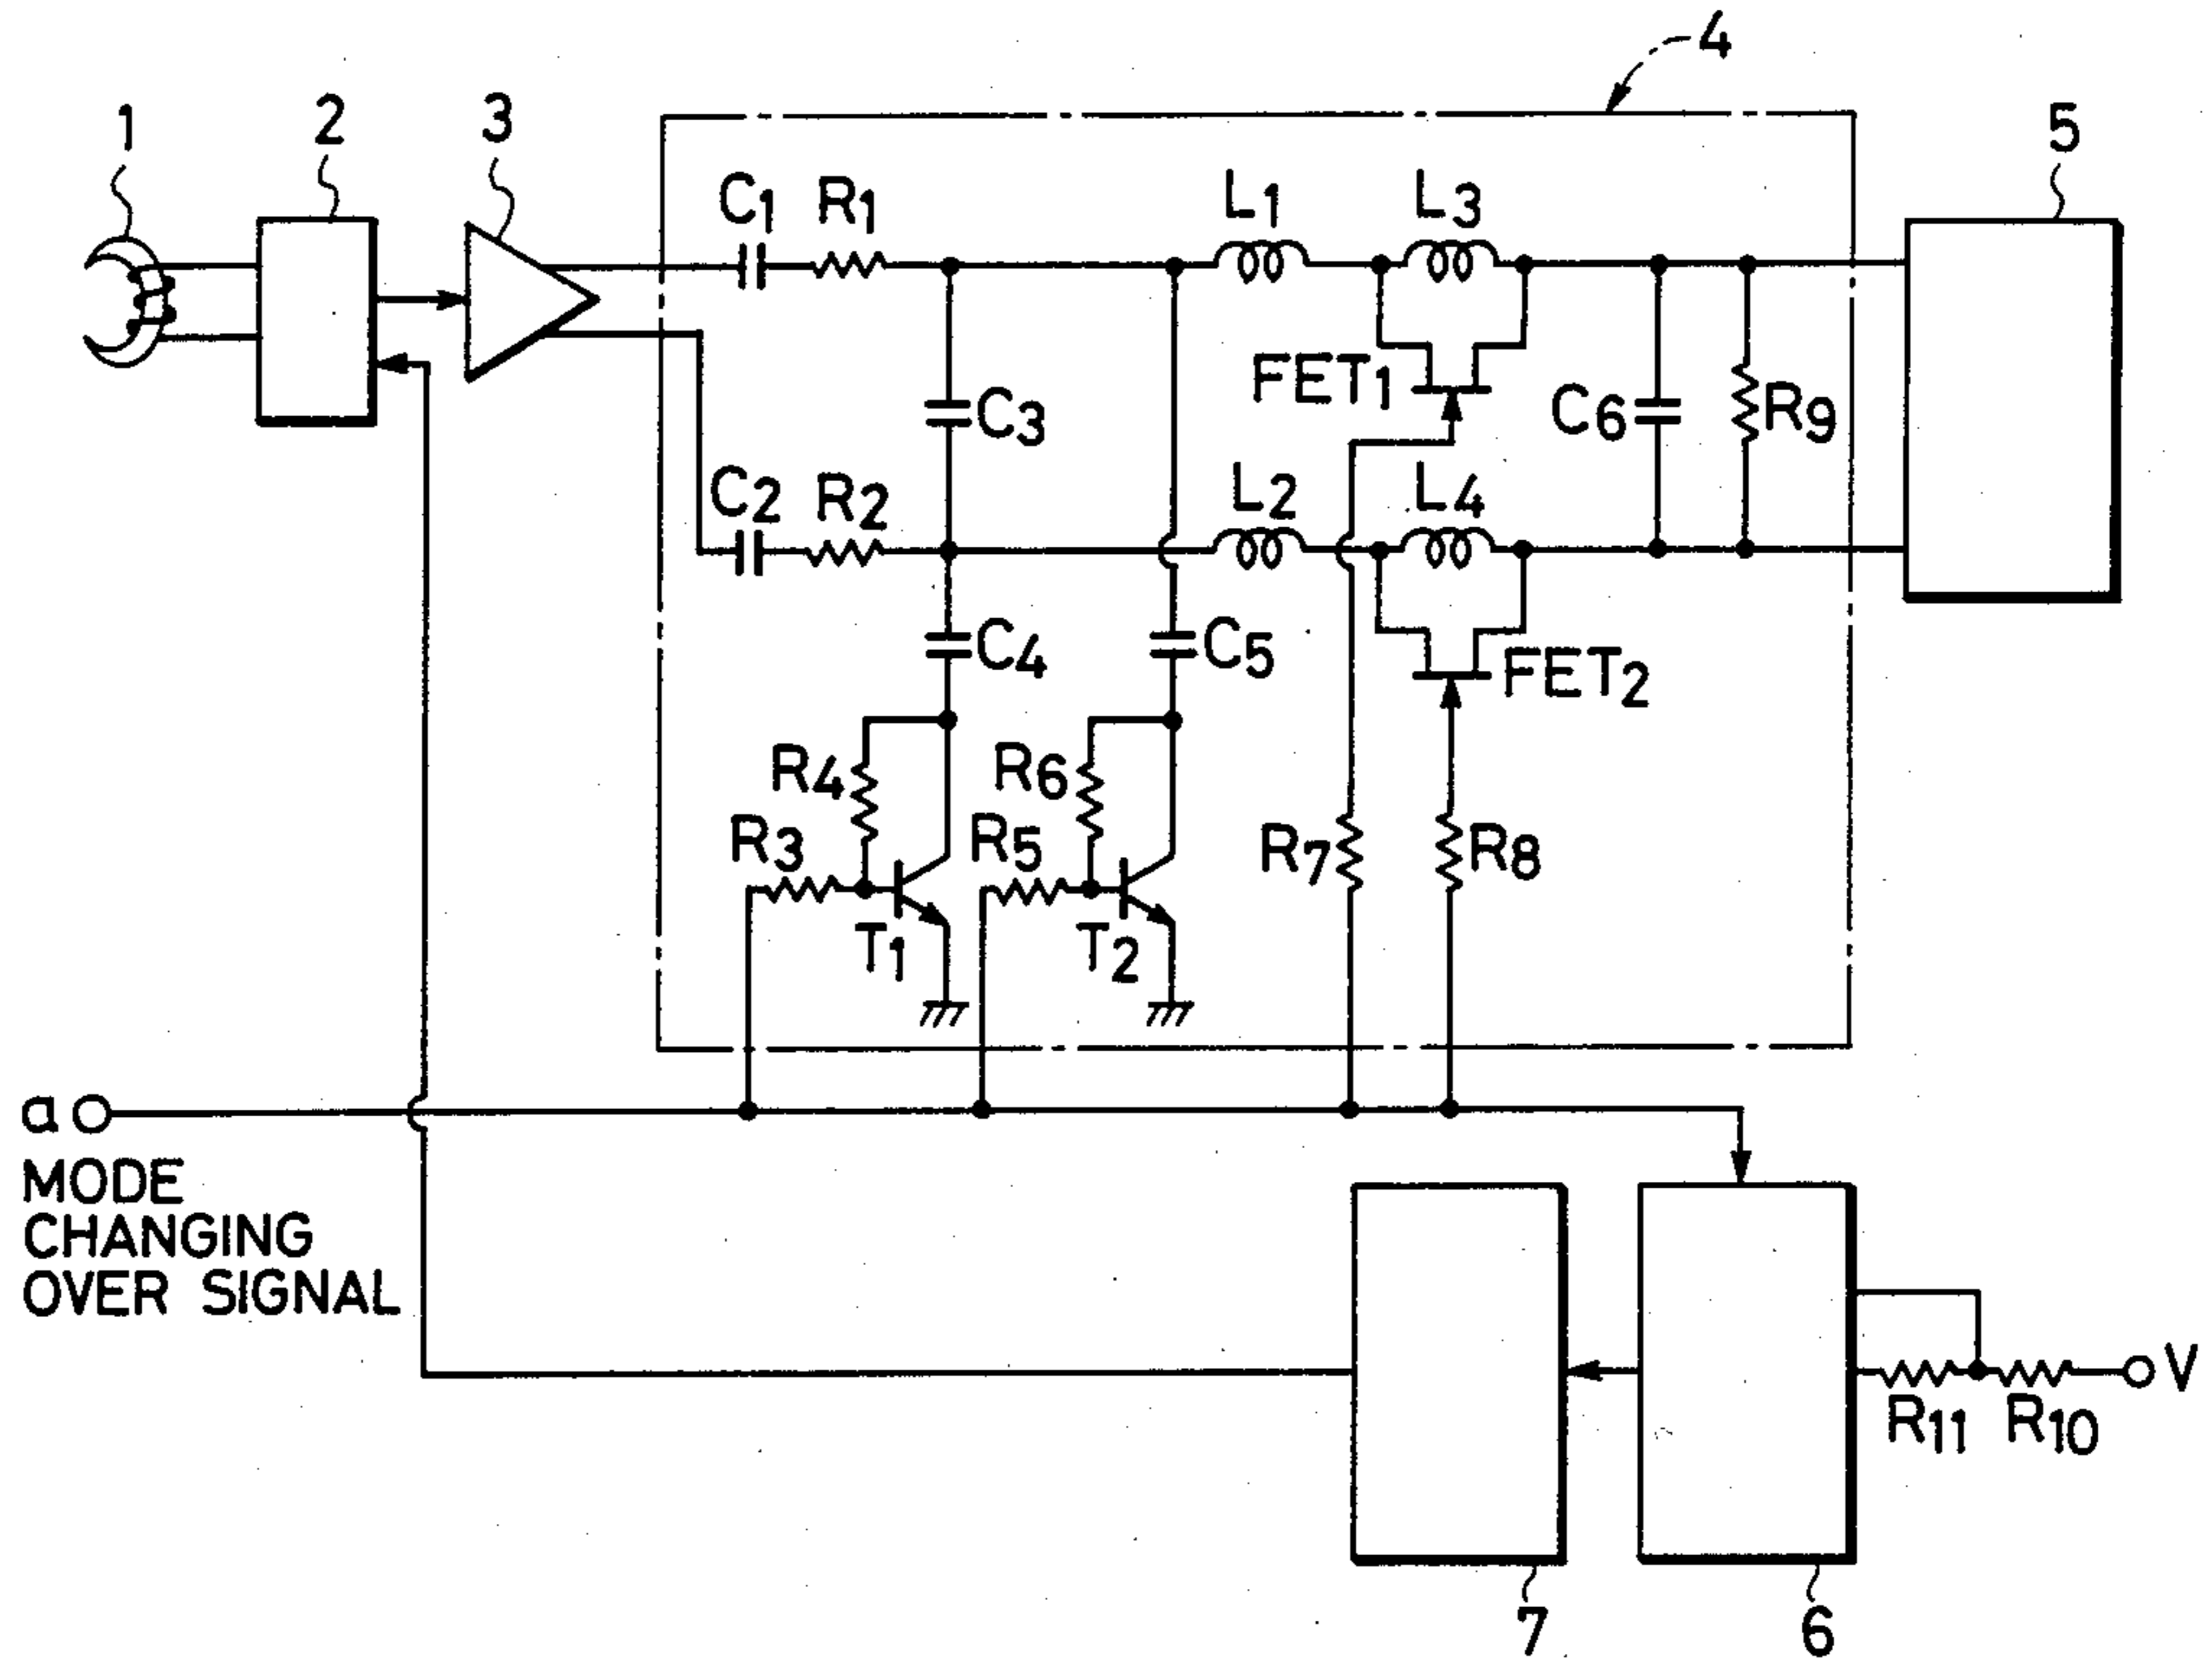 4
1
2
3
5
C1
R1
L1
L3
FET1
C3
C6
R9
C2
R2
L2
L4
C4
C5
FET2
R4
R6
R3
R5
R7
R8
T1
T2
a
MODE
CHANGING
OVER SIGNAL
V
R11
R10
7
6